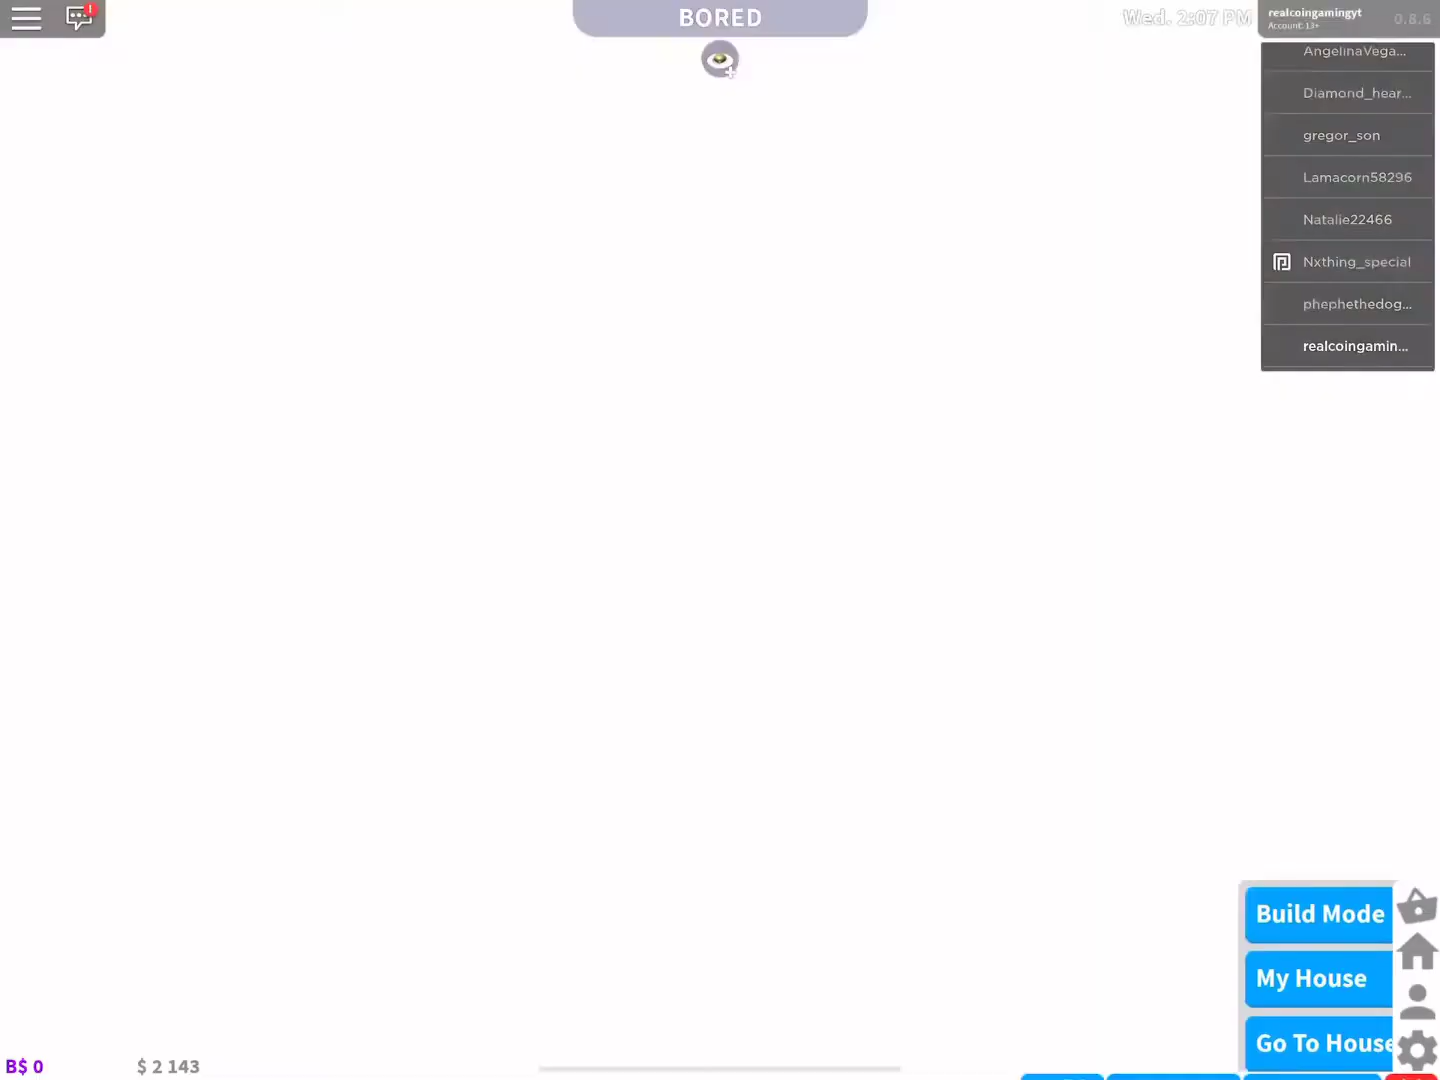 BORED
Wed. 2:07 PM
realcoingamingyt
Account: 13+
0.8.6
AngelinaVega...
Diamond_hear...
gregor_son
Lamacorn58296
Natalie22466
Nxthing_special
phephethedog...
realcoingamin...
Build Mode
My House
Go To House
B$ 0
$ 2 143